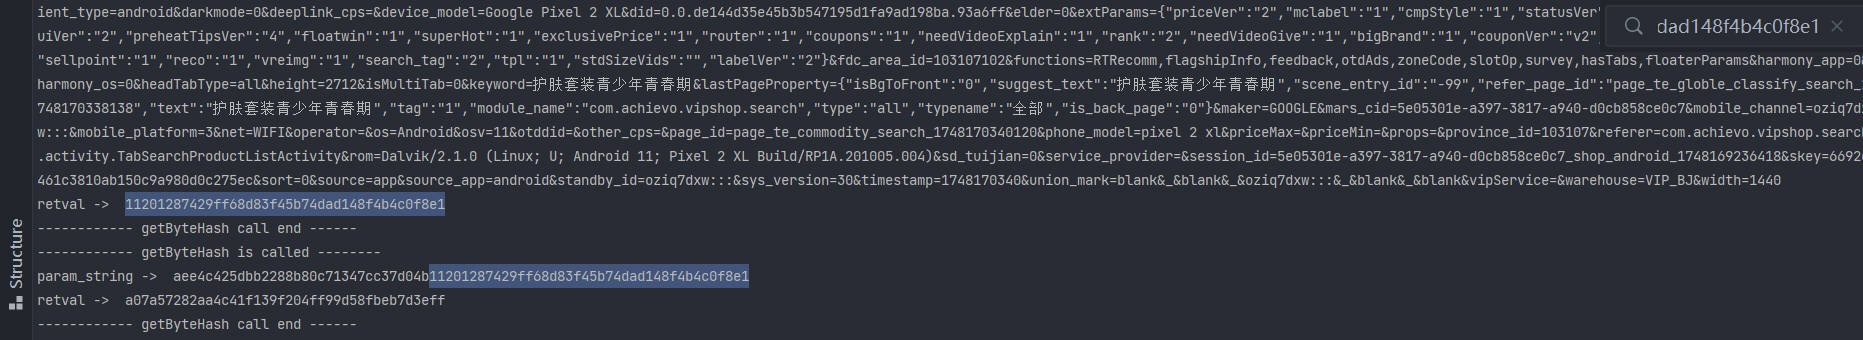 ient_type=android&darkmode=0&deeplink_cps=&device_model=Google Pixel 2 XL&did=0.0.de144d35e45b3b547195d1fa9ad198ba.93a6ff&elder=0&extParams={"priceVer":"2","mclabel":"1","cmpStyle":"1","statusVer"
uiVer":"2","preheatTipsVer":"4","floatwin":"1","superHot":"1","exclusivePrice":"1","router":"1","coupons":"1","needVideoExplain":"1","rank":"2","needVideoGive":"1","bigBrand":"1","couponVer":"v2"
dad148f4b4c0f8e1
"sellpoint":"1","reco":"1","vreimg":"1","search_tag":"2","tpl":"1","stdSizeVids":"","labelVer":"2"}&fdc_area_id=103107102&functions=RTRecomm,flagshipInfo,feedback,otdAds,zoneCode,slotOp,survey,hasTabs,floaterParams&harmony_app=0&
harmony_os=0&headTabType=all&height=2712&isMultiTab=0&keyword=护肤套装青少年青春期&lastPageProperty={"isBgToFront":"0","suggest_text":"护肤套装青少年青春期","scene_entry_id":"-99","refer_page_id":"page_te_globle_classify_search_
748170338138","text":"护肤套装青少年青春期","tag":"1","module_name":"com.achievo.vipshop.search","type":"all","typename":"全部","is_back_page":"0"}&maker=GOOGLE&mars_cid=5e05301e-a397-3817-a940-d0cb858ce0c7&mobile_channel=oziq7dx
w:::&mobile_platform=3&net=WIFI&operator=&os=Android&osv=11&otddid=&other_cps=&page_id=page_te_commodity_search_1748170340120&phone_model=pixel 2 xl&priceMax=&priceMin=&props=&province_id=103107&referer=com.achievo.vipshop.search
.activity.TabSearchProductListActivity&rom=Dalvik/2.1.0 (Linux; U; Android 11; Pixel 2 XL Build/RP1A.201005.004)&sd_tuijian=0&service_provider=&session_id=5e05301e-a397-3817-a940-d0cb858ce0c7_shop_android_1748169236418&skey=6692
461c3810ab150c9a980d0c275ec&sort=0&source=app&source_app=android&standby_id=oziq7dxw:::&sys_version=30&timestamp=1748170340&union_mark=blank&_&blank&_&oziq7dxw:::&_&blank&_&blank&vipService=&warehouse=VIP_BJ&width=1440
retval ->  11201287429ff68d83f45b74dad148f4b4c0f8e1
------------ getByteHash call end ------
------------ getByteHash is called --------
param_string ->  aee4c425dbb2288b80c71347cc37d04b11201287429ff68d83f45b74dad148f4b4c0f8e1
retval ->  a07a57282aa4c41f139f204ff99d58fbeb7d3eff
------------ getByteHash call end ------
Structure